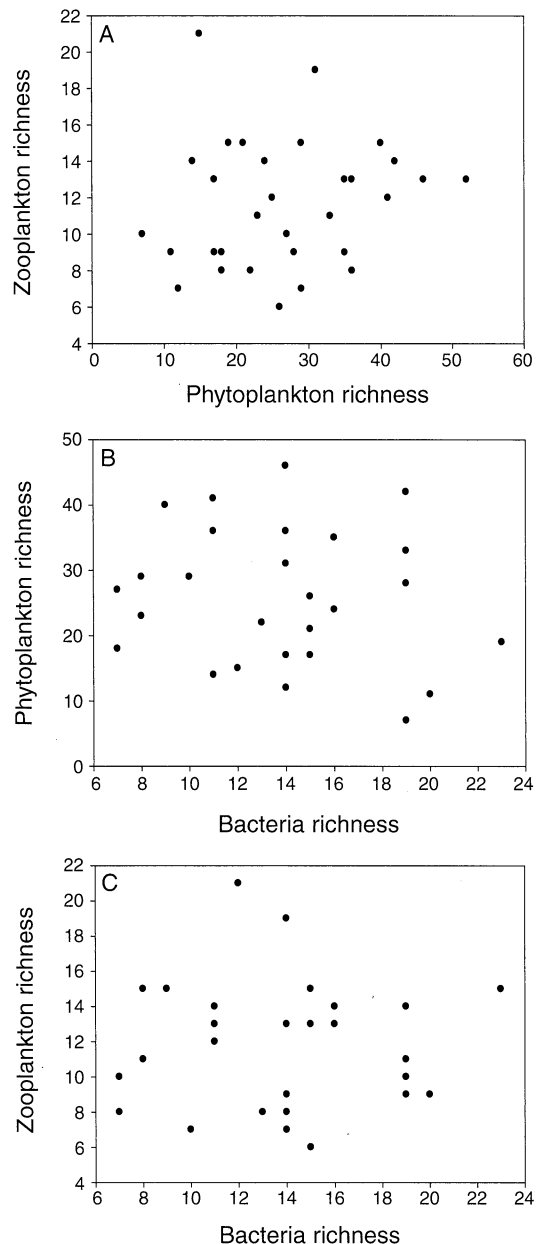 A
22
20
18
16
14
12
10
8
6
4
Zooplankton richness
0 10 20 30 40 50 60
Phytoplankton richness
B
50
40
30
20
10
0
Phytoplankton richness
6 8 10 12 14 16 18 20 22 24
Bacteria richness
C
22
20
18
16
14
12
10
8
6
4
Zooplankton richness
6 8 10 12 14 16 18 20 22 24
Bacteria richness